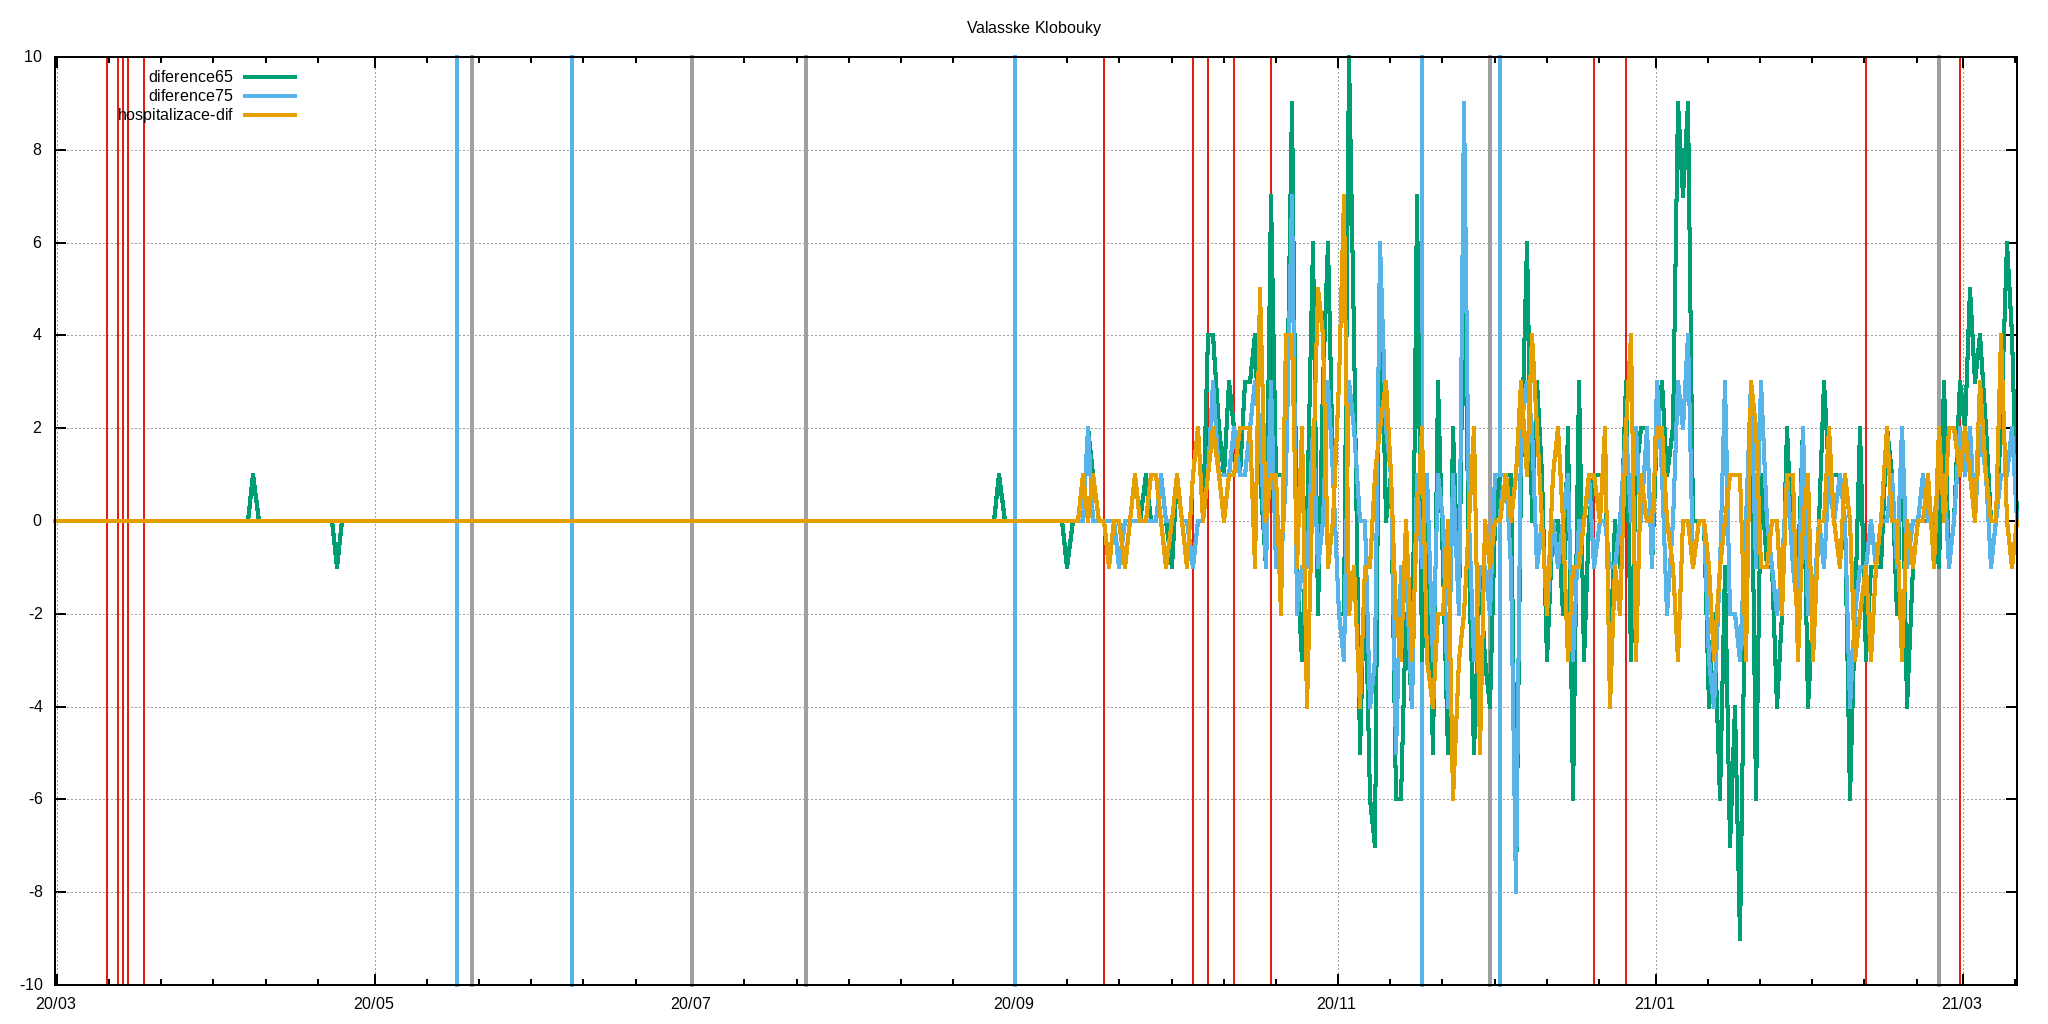 Valasske Klobouky
10
diference65
diference75
hospitalizace-dif
8
6
4
2
0
-2
-4
-6
-8
-10
20/03 20/05 20/07 20/09 20/11 21/01 21/03